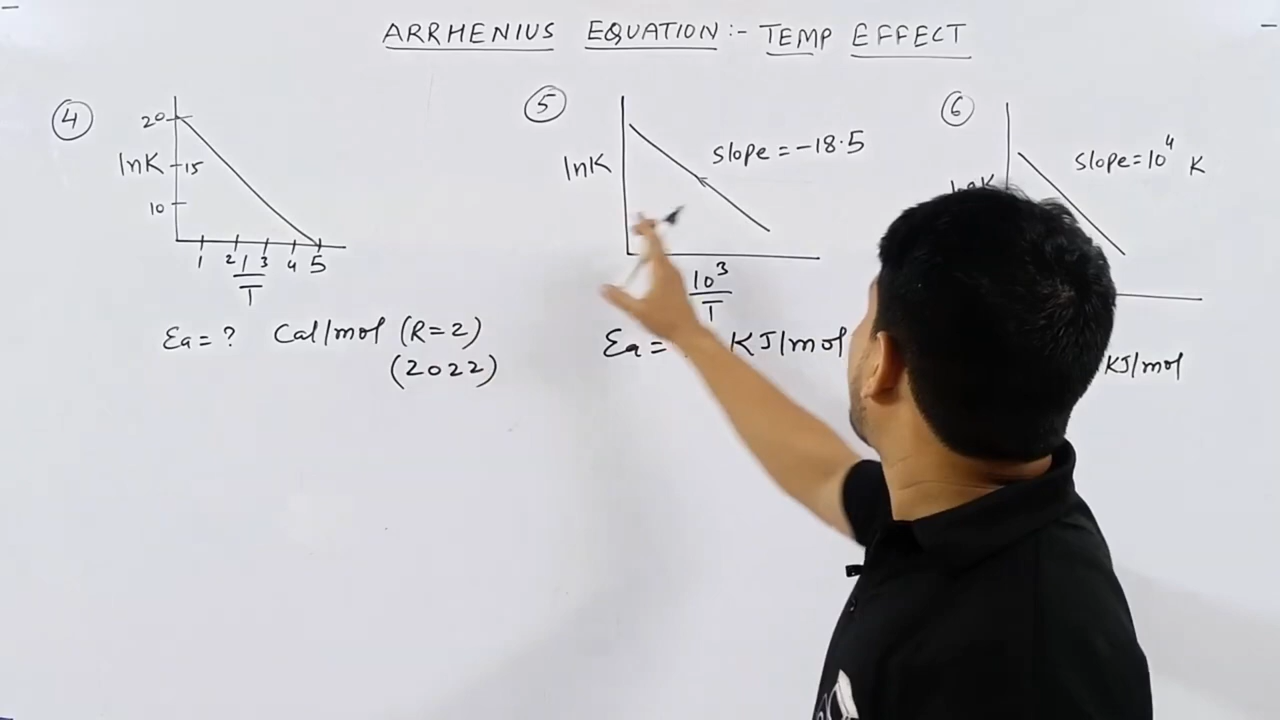 ARRHENIUS EQUATION :- TEMP EFFECT
4
20
lnK
15
10
1 2 3 4 5
1
T
Ea = ? Cal/mol (R=2)
(2022)
5
slope = -18.5
lnK
10³
T
Ea = KJ/mol
6
slope = 10⁴ K
KJ/mol